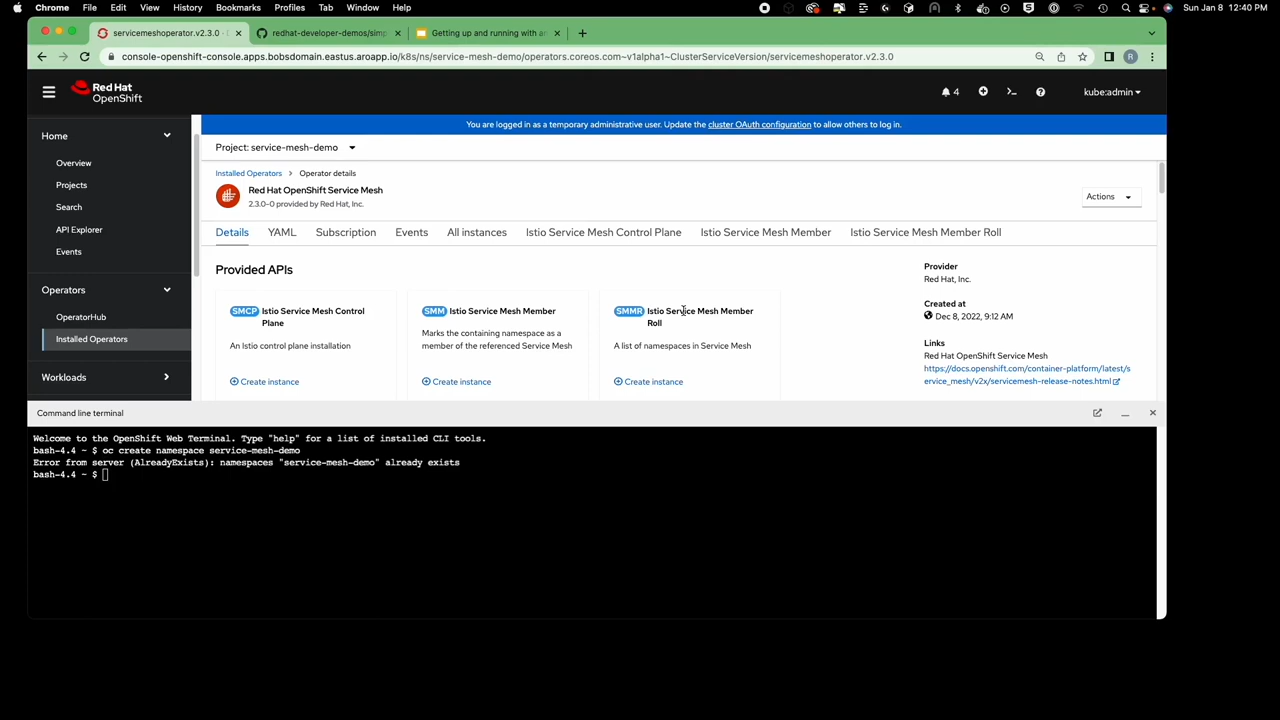 Chrome File Edit View History Bookmarks Profiles Tab Window Help Sun Jan 8 12:40 PM
servicemeshoperator.v2.3.0 · redhat-developer-demos/simp Getting up and running with a
console-openshift-console.apps.bobsdomain.eastus.aroapp.io/k8s/ns/service-mesh-demo/operators.coreos.com~v1alpha1~ClusterServiceVersion/servicemeshoperator.v2.3.0
R
Red Hat
OpenShift
4
kube:admin
You are logged in as a temporary administrative user. Update the cluster OAuth configuration to allow others to log in.
Home
Overview
Projects
Search
API Explorer
Events
Operators
OperatorHub
Installed Operators
Workloads
Project: service-mesh-demo
Installed Operators > Operator details
Red Hat OpenShift Service Mesh
2.3.0-0 provided by Red Hat, Inc.
Actions
Details YAML Subscription Events All instances Istio Service Mesh Control Plane Istio Service Mesh Member Istio Service Mesh Member Roll
Provided APIs
SMCP Istio Service Mesh Control
Plane
An Istio control plane installation
Create instance
SMM Istio Service Mesh Member
Marks the containing namespace as a
member of the referenced Service Mesh
Create instance
SMMR Istio Service Mesh Member
Roll
A list of namespaces in Service Mesh
Create instance
Provider
Red Hat, Inc.
Created at
Dec 8, 2022, 9:12 AM
Links
Red Hat OpenShift Service Mesh
https://docs.openshift.com/container-platform/latest/s
ervice_mesh/v2x/servicemesh-release-notes.html
Command line terminal
Welcome to the OpenShift Web Terminal. Type "help" for a list of installed CLI tools.
bash-4.4 ~ $ oc create namespace service-mesh-demo
Error from server (AlreadyExists): namespaces "service-mesh-demo" already exists
bash-4.4 ~ $